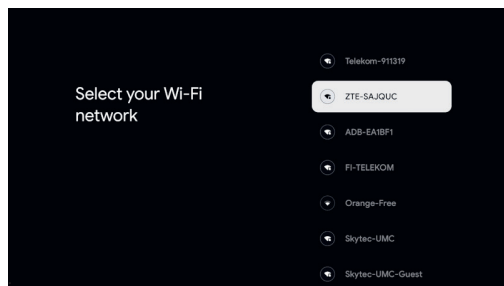 Select your Wi-Fi
network
Telekom-911319
ZTE-SAJQUC
ADB-EA1BF1
FI-TELEKOM
Orange-Free
Skytec-UMC
Skytec-UMC-Guest